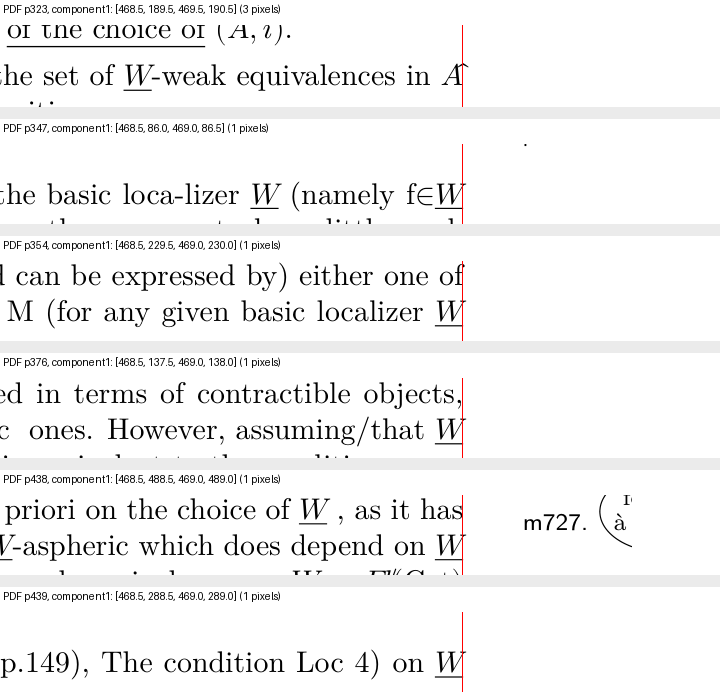 PDF p323, component1: [468.5, 189.5, 469.5, 190.5] (3 pixels)
of the choice of (A, i).
the set of W-weak equivalences in Aˆ
PDF p347, component1: [468.5, 86.0, 469.0, 86.5] (1 pixels)
the basic loca-lizer W (namely f∈W
PDF p354, component1: [468.5, 229.5, 469.0, 230.0] (1 pixels)
d can be expressed by) either one of
M (for any given basic localizer W
PDF p376, component1: [468.5, 137.5, 469.0, 138.0] (1 pixels)
ed in terms of contractible objects,
c ones. However, assuming/that W
PDF p438, component1: [468.5, 488.5, 469.0, 489.0] (1 pixels)
priori on the choice of W , as it has
m727. à
W-aspheric which does depend on W
PDF p439, component1: [468.5, 288.5, 469.0, 289.0] (1 pixels)
p.149), The condition Loc 4) on W